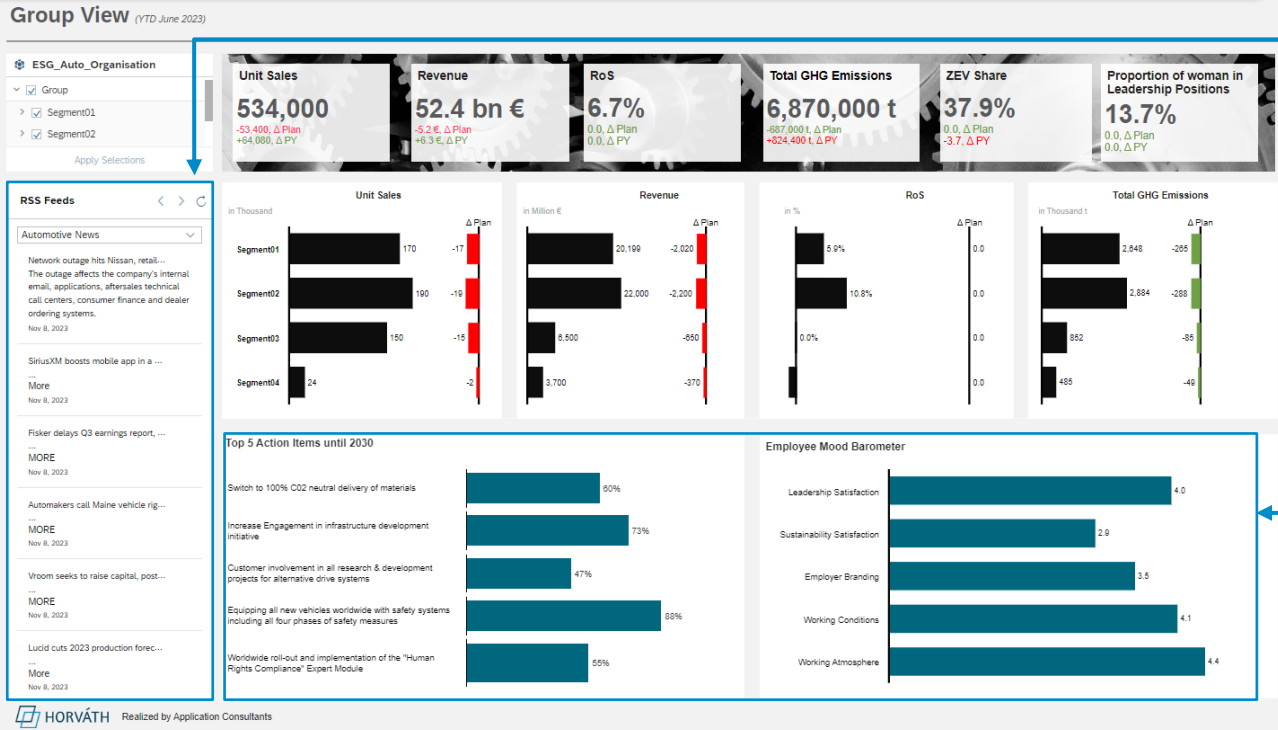 Group View (YTD June 2023)
ESG_Auto_Organisation
Group
Segment01
Segment02
Apply Selections
RSS Feeds
Automotive News
Network outage hits Nissan, retail...
The outage affects the company's internal
email, applications, aftersales technical
call centers, consumer finance and dealer
ordering systems.
Nov 8, 2023
SiriusXM boosts mobile app in a ...
...
More
Nov 8, 2023
Fisker delays Q3 earnings report, ...
...
MORE
Nov 8, 2023
Automakers call Maine vehicle rig...
...
MORE
Nov 8, 2023
Vroom seeks to raise capital, post...
...
MORE
Nov 8, 2023
Lucid cuts 2023 production forec...
...
More
Nov 8, 2023
Unit Sales
534,000
-53,400, Δ Plan
+64,080, Δ PY
Revenue
52.4 bn €
-5.2 €, Δ Plan
+6.3 €, Δ PY
RoS
6.7%
0.0, Δ Plan
0.0, Δ PY
Total GHG Emissions
6,870,000 t
-687,000 t, Δ Plan
+824,400 t, Δ PY
ZEV Share
37.9%
0.0, Δ Plan
-3.7, Δ PY
Proportion of woman in
Leadership Positions
13.7%
0.0, Δ Plan
0.0, Δ PY
Unit Sales
in Thousand
Δ Plan
Segment01 170 -17
Segment02 190 -19
Segment03 150 -15
Segment04 24 -2
Revenue
in Million €
Δ Plan
20,199 -2,020
22,000 -2,200
6,500 -650
3,700 -370
RoS
in %
Δ Plan
5.9% 0.0
10.8% 0.0
0.0% 0.0
0.0
Total GHG Emissions
in Thousand t
Δ Plan
2,648 -265
2,884 -288
852 -85
485 -49
Top 5 Action Items until 2030
Switch to 100% C02 neutral delivery of materials
60%
Increase Engagement in infrastructure development
initiative
73%
Customer involvement in all research & development
projects for alternative drive systems
47%
Equipping all new vehicles worldwide with safety systems
including all four phases of safety measures
88%
Worldwide roll-out and implementation of the "Human
Rights Compliance" Expert Module
55%
Employee Mood Barometer
Leadership Satisfaction 4.0
Sustainability Satisfaction 2.9
Employer Branding 3.5
Working Conditions 4.1
Working Atmosphere 4.4
HORVÁTH Realized by Application Consultants